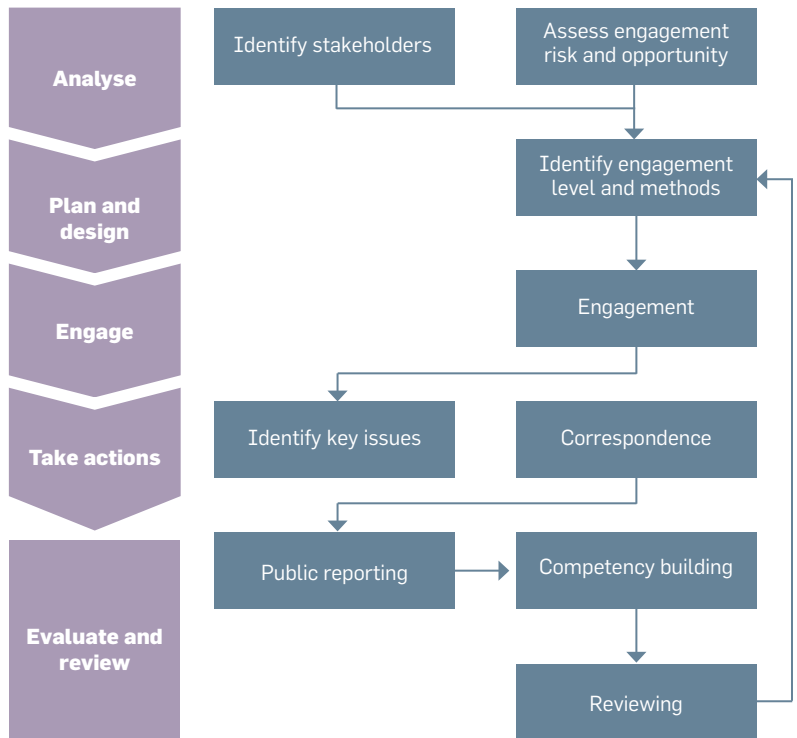 Analyse
Identify stakeholders
Assess engagement
risk and opportunity
Plan and
design
Identify engagement
level and methods
Engage
Engagement
Take actions
Identify key issues
Correspondence
Evaluate and
review
Public reporting
Competency building
Reviewing